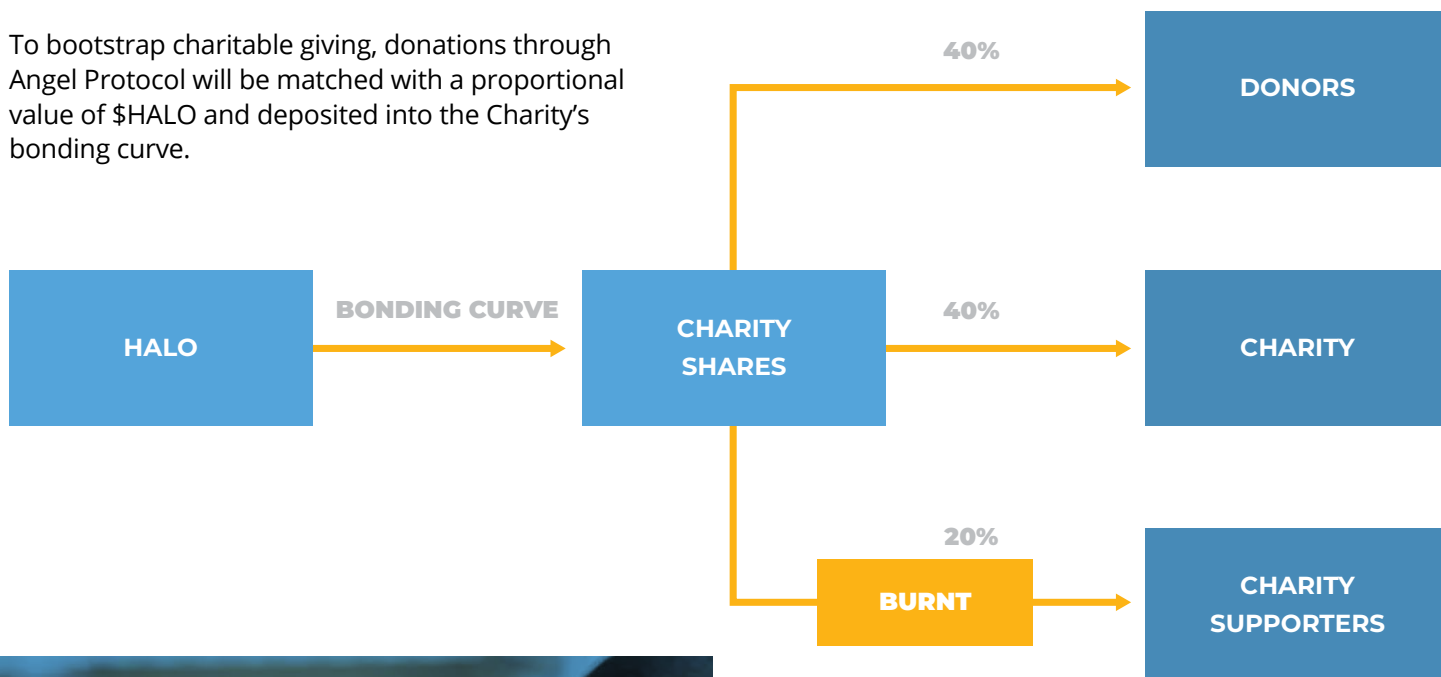 To bootstrap charitable giving, donations through
Angel Protocol will be matched with a proportional
value of $HALO and deposited into the Charity’s
bonding curve.
40%
DONORS
HALO
BONDING CURVE
CHARITY
SHARES
40%
CHARITY
20%
BURNT
CHARITY
SUPPORTERS